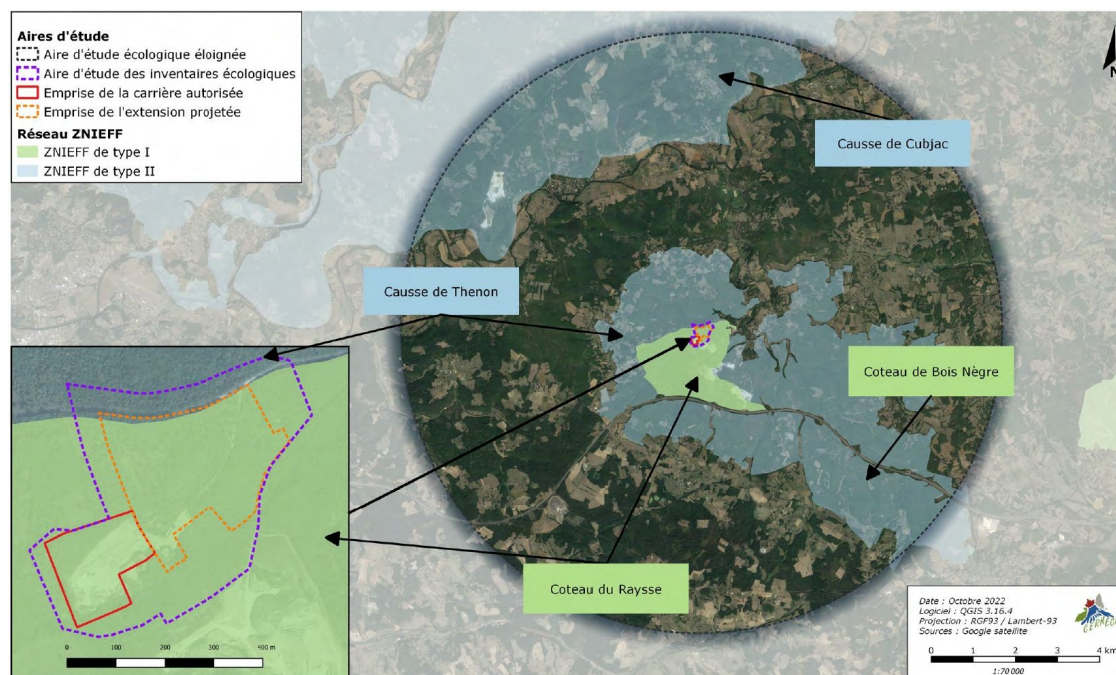 Aires d'étude
Aire d'étude écologique éloignée
Aire d'étude des inventaires écologiques
Emprise de la carrière autorisée
Emprise de l'extension projetée
Réseau ZNIEFF
ZNIEFF de type I
ZNIEFF de type II
N
Causse de Cubjac
Causse de Thenon
Coteau de Bois Nègre
Coteau du Raysse
0 100 200 300 400 m
Date : Octobre 2022
Logiciel : QGIS 3.16.4
Projection : RGF93 / Lambert-93
Sources : Google satellite
0 1 2 3 4 km
1:70 000